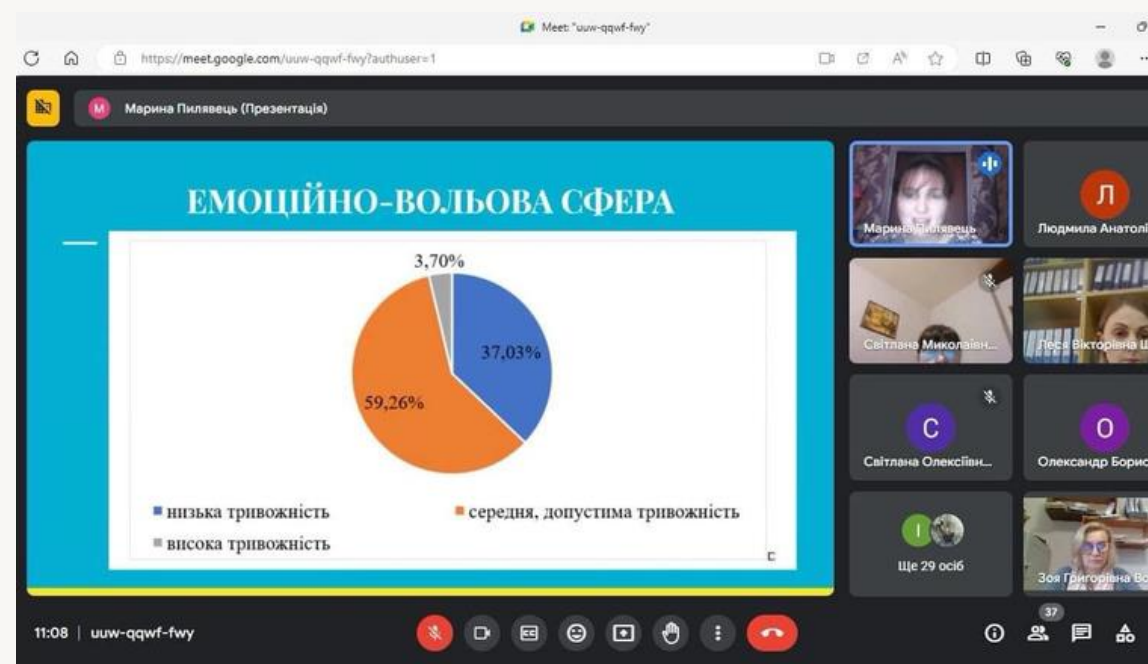 Meet: "uuw-qqwf-fwy"
https://meet.google.com/uuw-qqwf-fwy?authuser=1
М
Марина Пилявець (Презентація)
ЕМОЦІЙНО-ВОЛЬОВА СФЕРА
3,70%
37,03%
59,26%
низька тривожність
середня, допустима тривожність
висока тривожність
Марина Пилявець
Л
Людмила Анатолі
Світлана Миколаївн...
Леся Вікторівна Ш
С
Світлана Олексіївн...
О
Олександр Борис
І
Ще 29 осіб
Зоя Григорівна Во
11:08 | uuw-qqwf-fwy
37